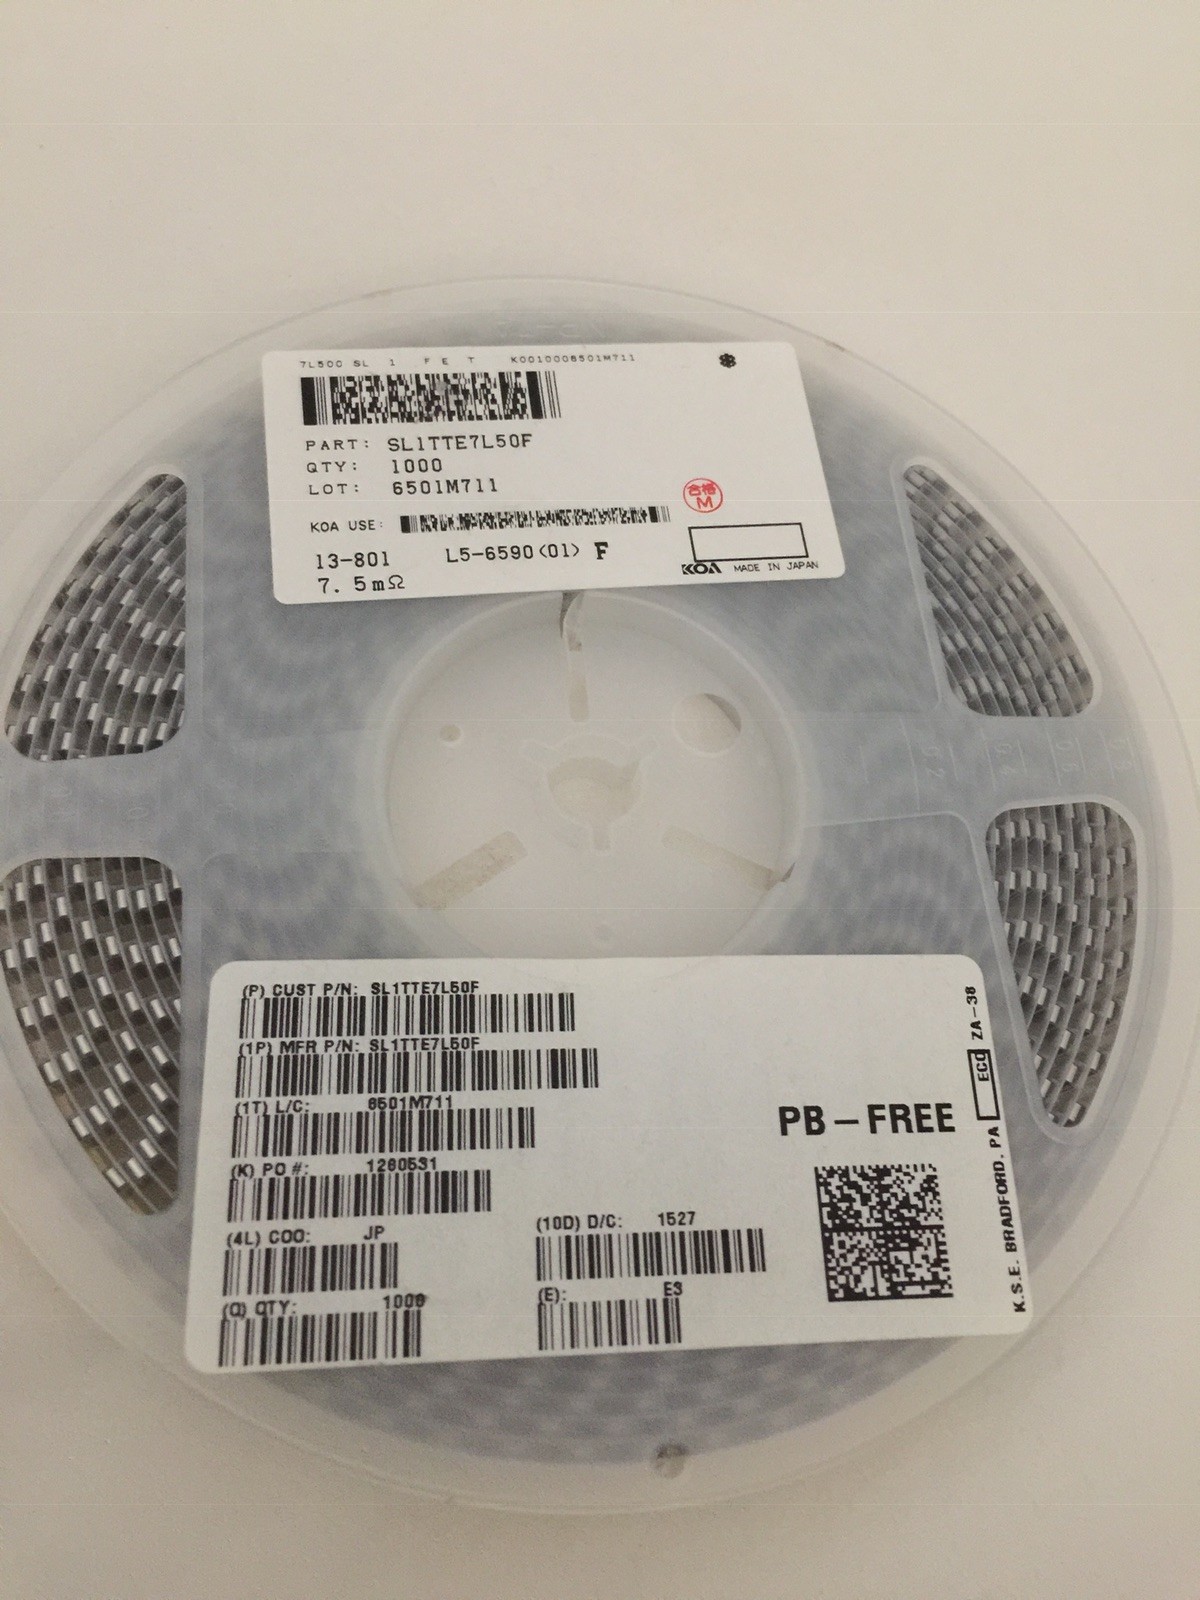 7L500 SL 1 F E T K0010006501M711
PART: SL1TTE7L50F
QTY: 1000
LOT: 6501M711
合格
M
KOA USE:
13-801 L5-6590(01) F
7.5mΩ
KOA MADE IN JAPAN
(P) CUST P/N: SL1TTE7L50F
(1P) MFR P/N: SL1TTE7L50F
(1T) L/C: 6501M711
(K) PO #: 1260531
(4L) COO: JP
(10D) D/C: 1527
(Q) QTY: 1000
(E): E3
PB-FREE
K.S.E. BRADFORD, PA ECO ZA-38